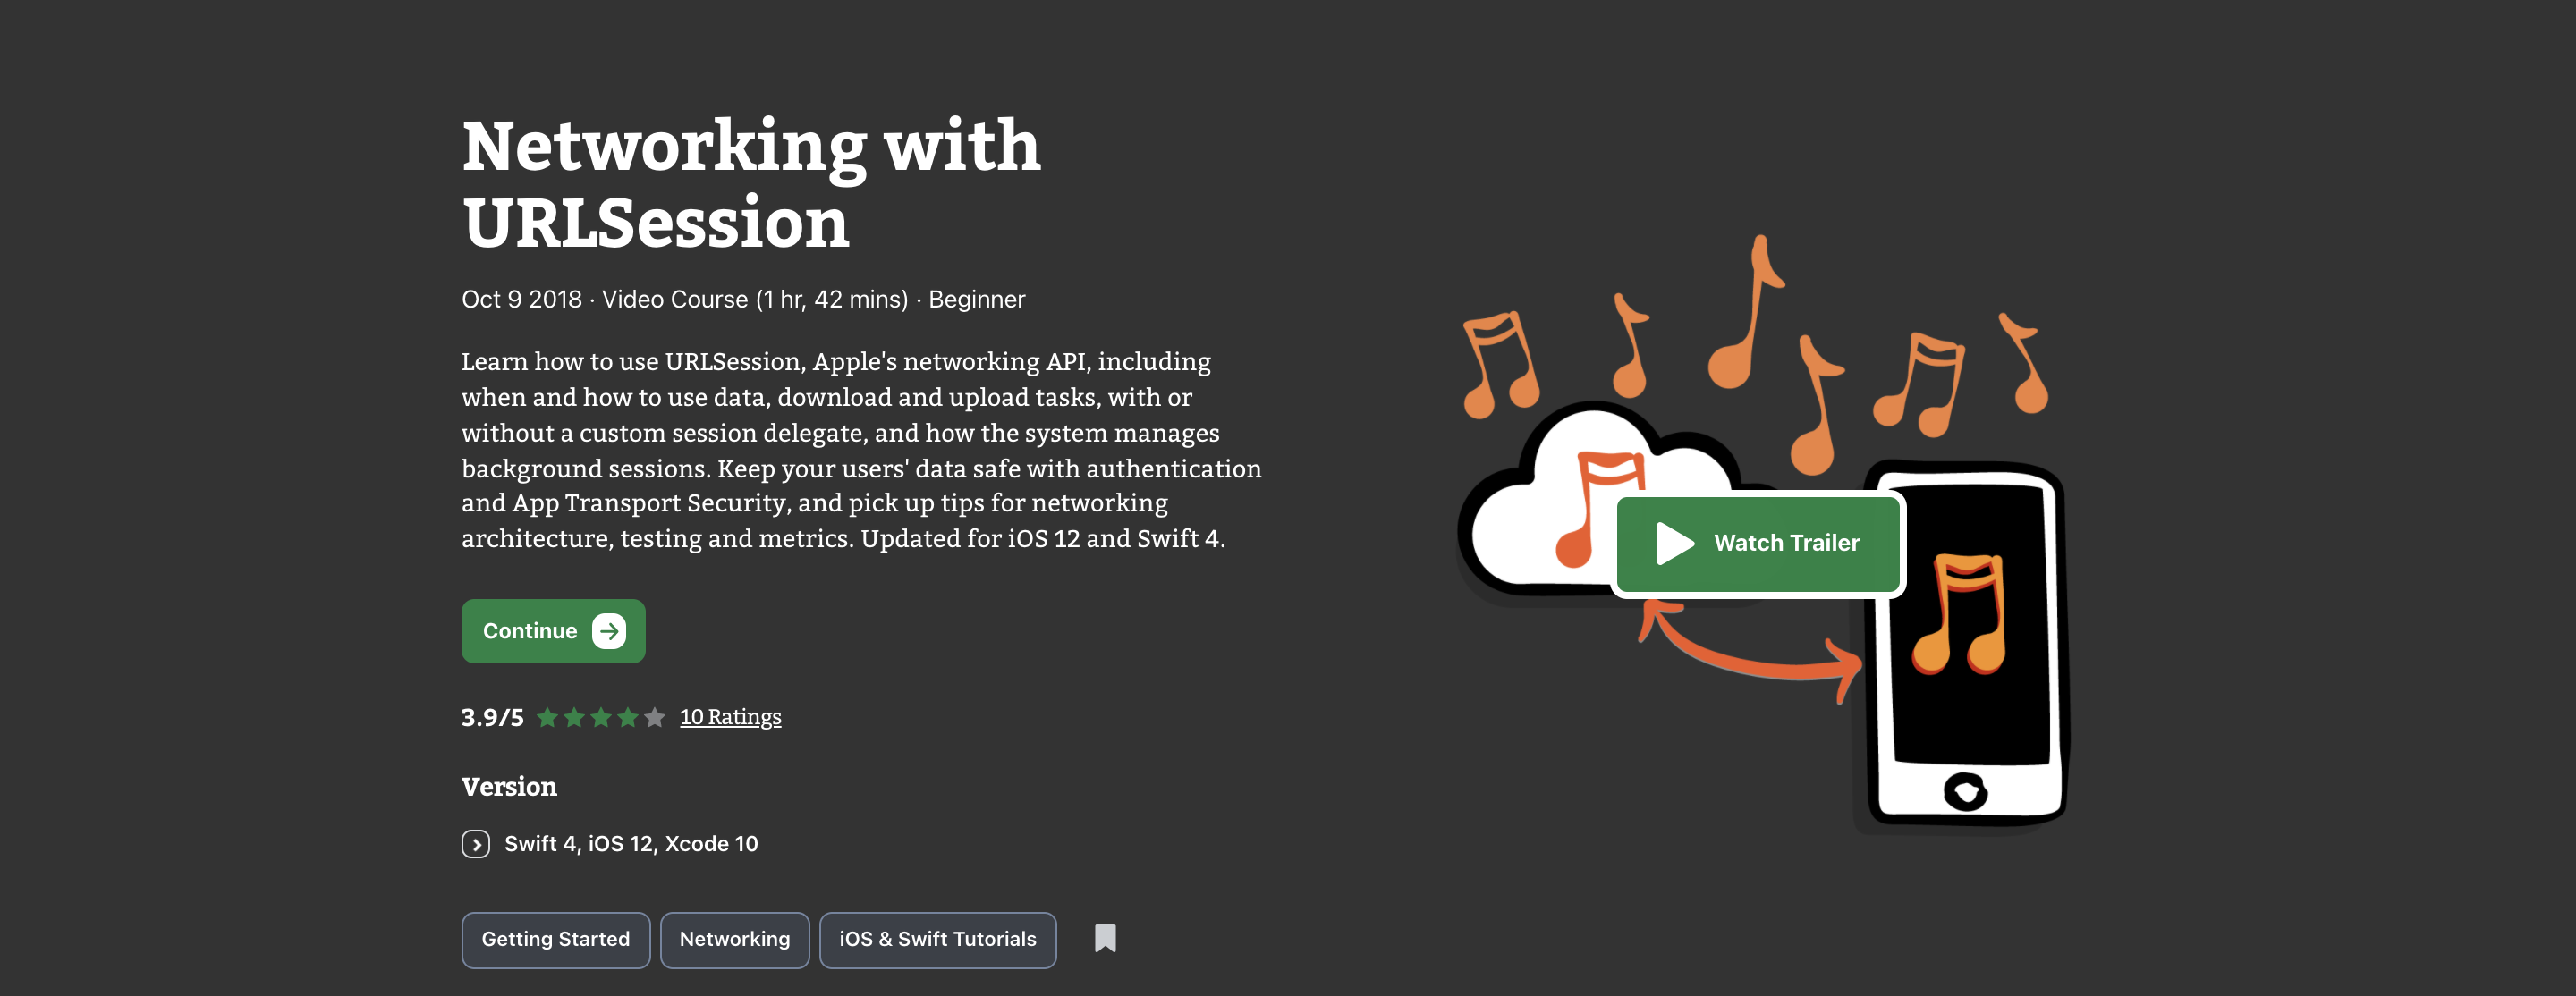 Networking with
URLSession
Oct 9 2018 · Video Course (1 hr, 42 mins) · Beginner
Learn how to use URLSession, Apple's networking API, including
when and how to use data, download and upload tasks, with or
without a custom session delegate, and how the system manages
background sessions. Keep your users' data safe with authentication
and App Transport Security, and pick up tips for networking
architecture, testing and metrics. Updated for iOS 12 and Swift 4.
Watch Trailer
Continue
3.9/5 10 Ratings
Version
Swift 4, iOS 12, Xcode 10
Getting Started Networking iOS & Swift Tutorials